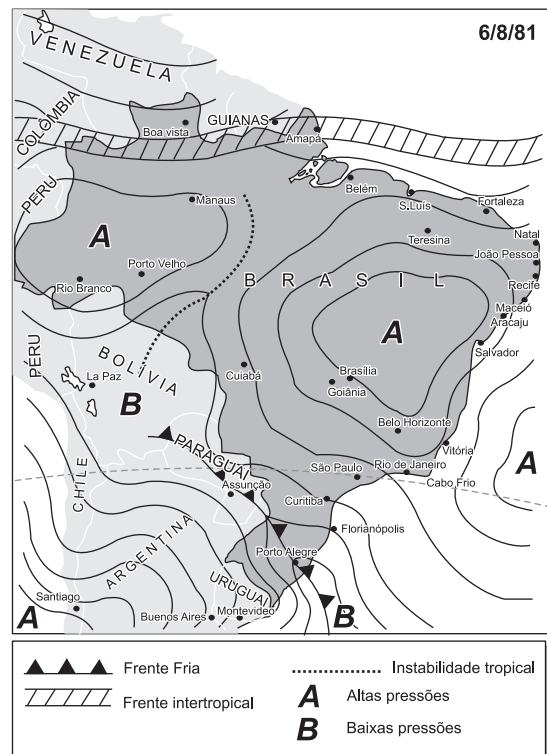 6/8/81
VENEZUELA
COLÔMBIA
GUIANAS
Boa vista
Amapá
PERU
Belém
S.Luís
Fortaleza
Manaus
Teresina
Natal
A
João Pessoa
Porto Velho
BRASIL
Recife
Rio Branco
Maceió
A
Aracaju
PERU
BOLÍVIA
Salvador
La Paz
Cuiabá
Brasília
B
Goiânia
Belo Horizonte
Vitória
PARAGUAI
A
São Paulo
Rio de Janeiro
CHILE
Assunção
Cabo Frio
Curitiba
ARGENTINA
Florianópolis
Porto Alegre
URUGUAI
Santiago
A
Buenos Aires
Montevideo
B
Frente Fria
Instabilidade tropical
Frente intertropical
A Altas pressões
B Baixas pressões